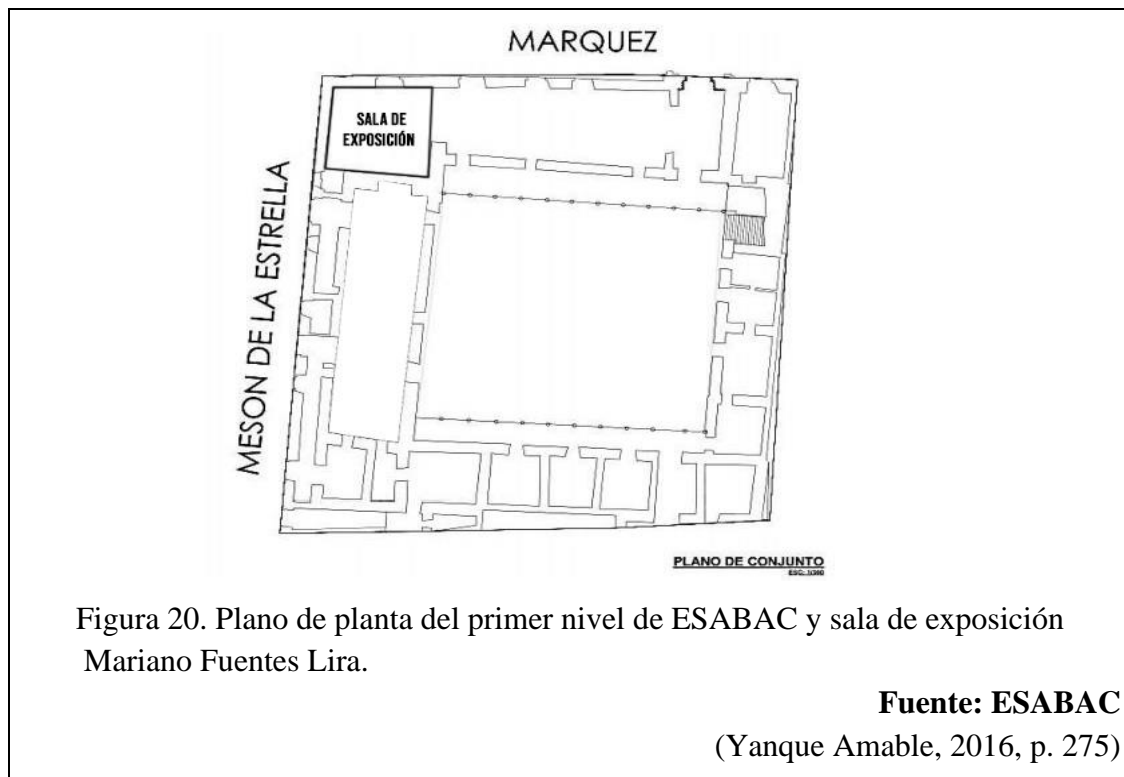 MARQUEZ
SALA DE
EXPOSICIÓN
MESON DE LA ESTRELLA
PLANO DE CONJUNTO
Figura 20. Plano de planta del primer nivel de ESABAC y sala de exposición
Mariano Fuentes Lira.
Fuente: ESABAC
(Yanque Amable, 2016, p. 275)